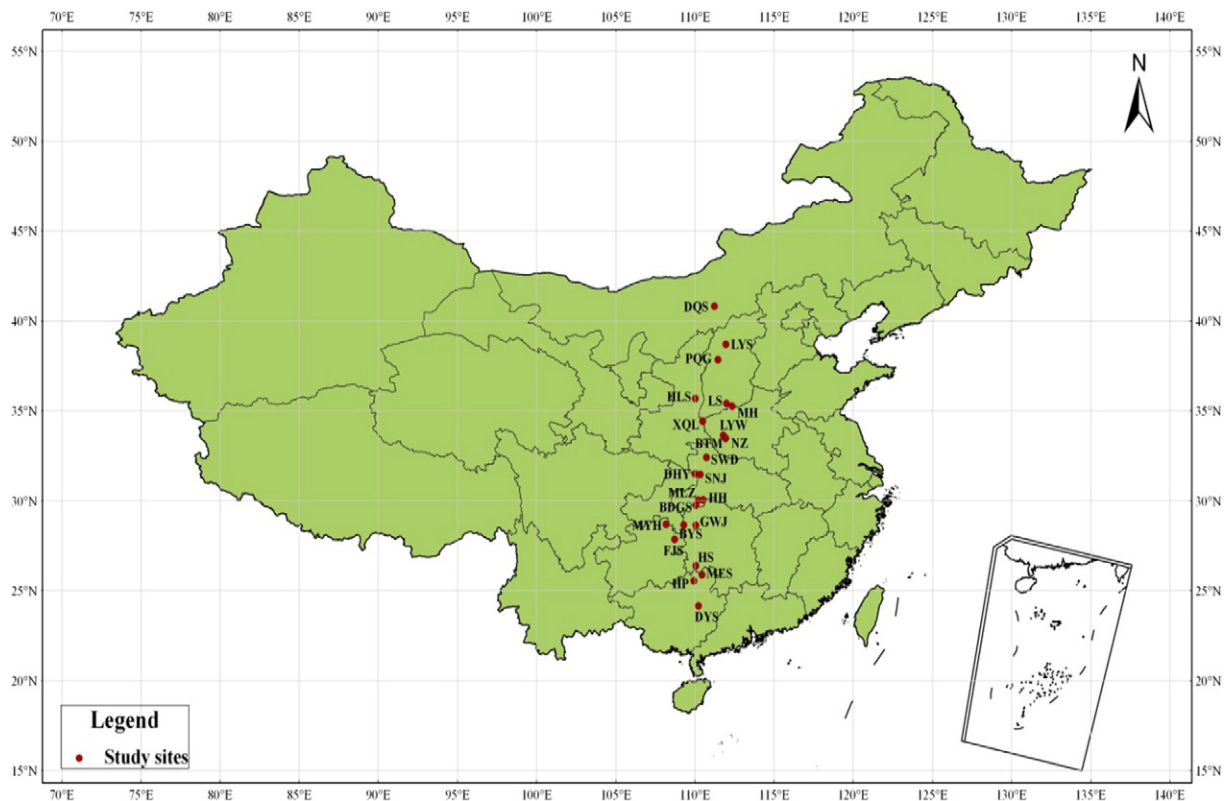 70°E 75°E 80°E 85°E 90°E 95°E 100°E 105°E 110°E 115°E 120°E 125°E 130°E 135°E 140°E
55°N 55°N
N
50°N 50°N
45°N 45°N
DQS
40°N 40°N
LYS
PQG
HLS
LS
MH
35°N 35°N
XQL
LYW
BTM NZ
SWD
DHY
SNJ
MLZ HH
30°N 30°N
BDGS
MYH GWJ
BYS
FJS
HS
MES
HP
25°N 25°N
DYS
20°N 20°N
Legend
Study sites
15°N 15°N
70°E 75°E 80°E 85°E 90°E 95°E 100°E 105°E 110°E 115°E 120°E 125°E 130°E 135°E 140°E